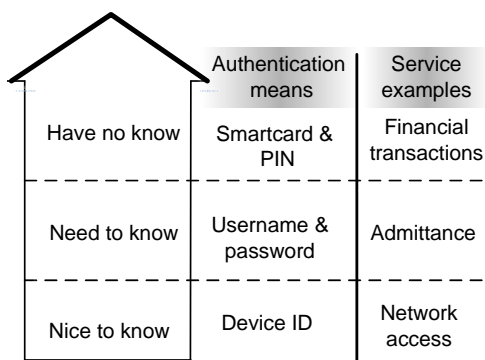 Authentication
means
Service
examples
Have no know
Smartcard &
PIN
Financial
transactions
Need to know
Username &
password
Admittance
Nice to know
Device ID
Network
access